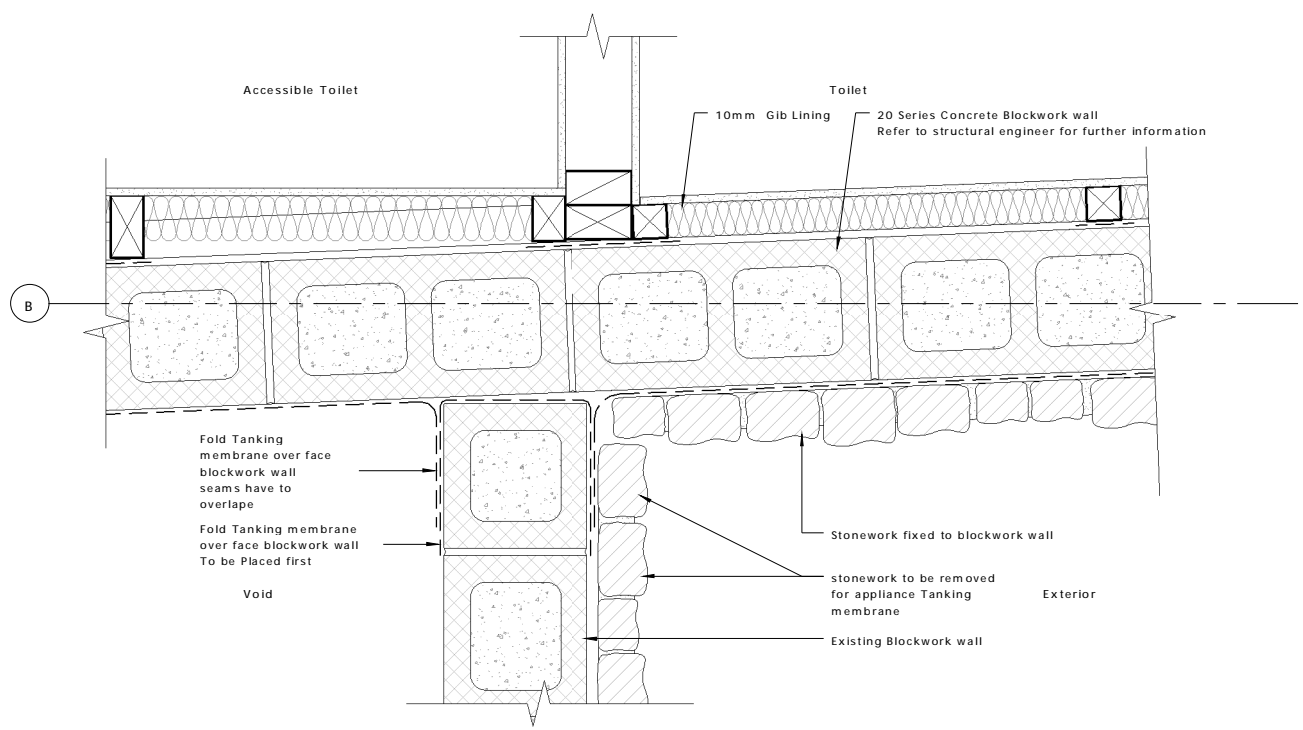 Accessible Toilet
Toilet
10mm Gib Lining
20 Series Concrete Blockwork wall
Refer to structural engineer for further information
B
Fold Tanking
membrane over face
blockwork wall
seams have to
overlape
Fold Tanking membrane
over face blockwork wall
To be Placed first
Void
Stonework fixed to blockwork wall
stonework to be removed
for appliance Tanking
membrane
Exterior
Existing Blockwork wall